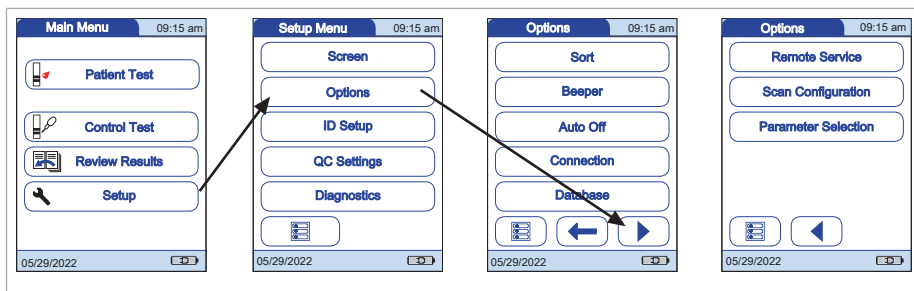 Main Menu 09:15 am
Patient Test
Control Test
Review Results
Setup
05/29/2022
Setup Menu 09:15 am
Screen
Options
ID Setup
QC Settings
Diagnostics
05/29/2022
Options 09:15 am
Sort
Beeper
Auto Off
Connection
Database
05/29/2022
Options 09:15 am
Remote Service
Scan Configuration
Parameter Selection
05/29/2022